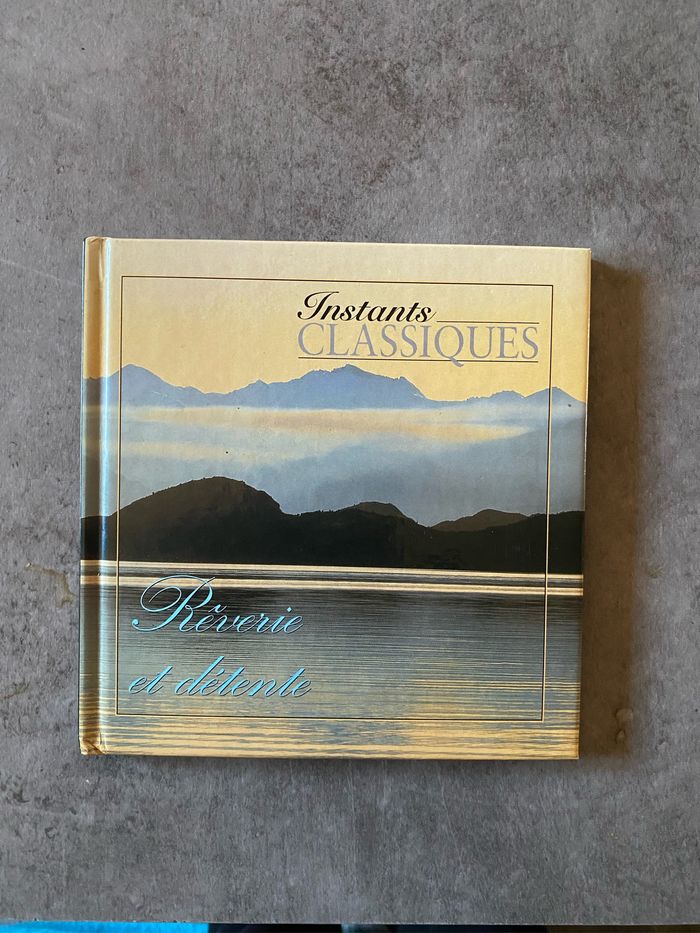 Instants
CLASSIQUES
Rêverie
et détente